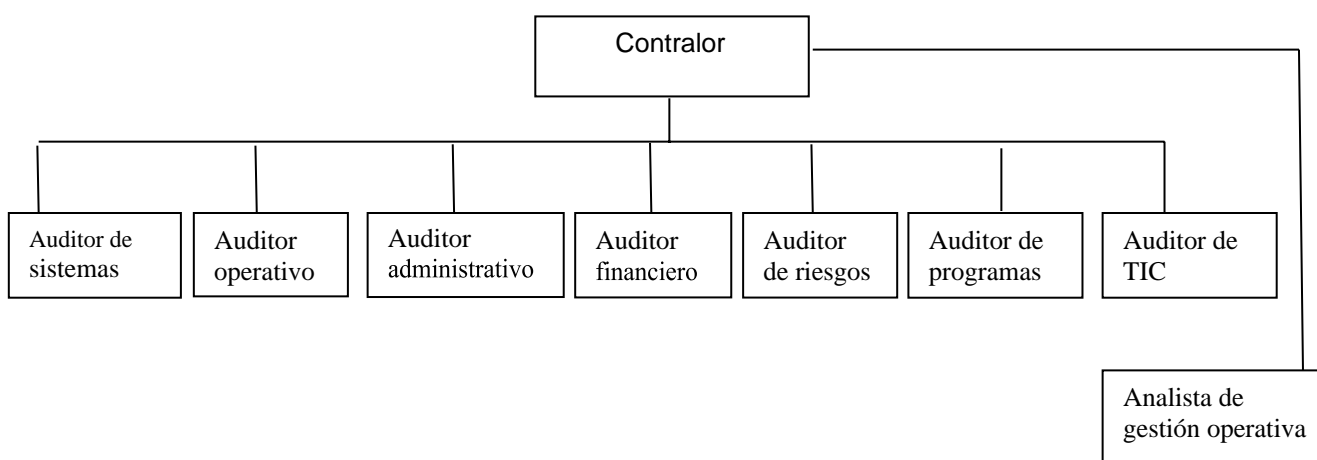 Contralor
Auditor de
sistemas
Auditor
operativo
Auditor
administrativo
Auditor
financiero
Auditor
de riesgos
Auditor de
programas
Auditor de
TIC
Analista de
gestión operativa